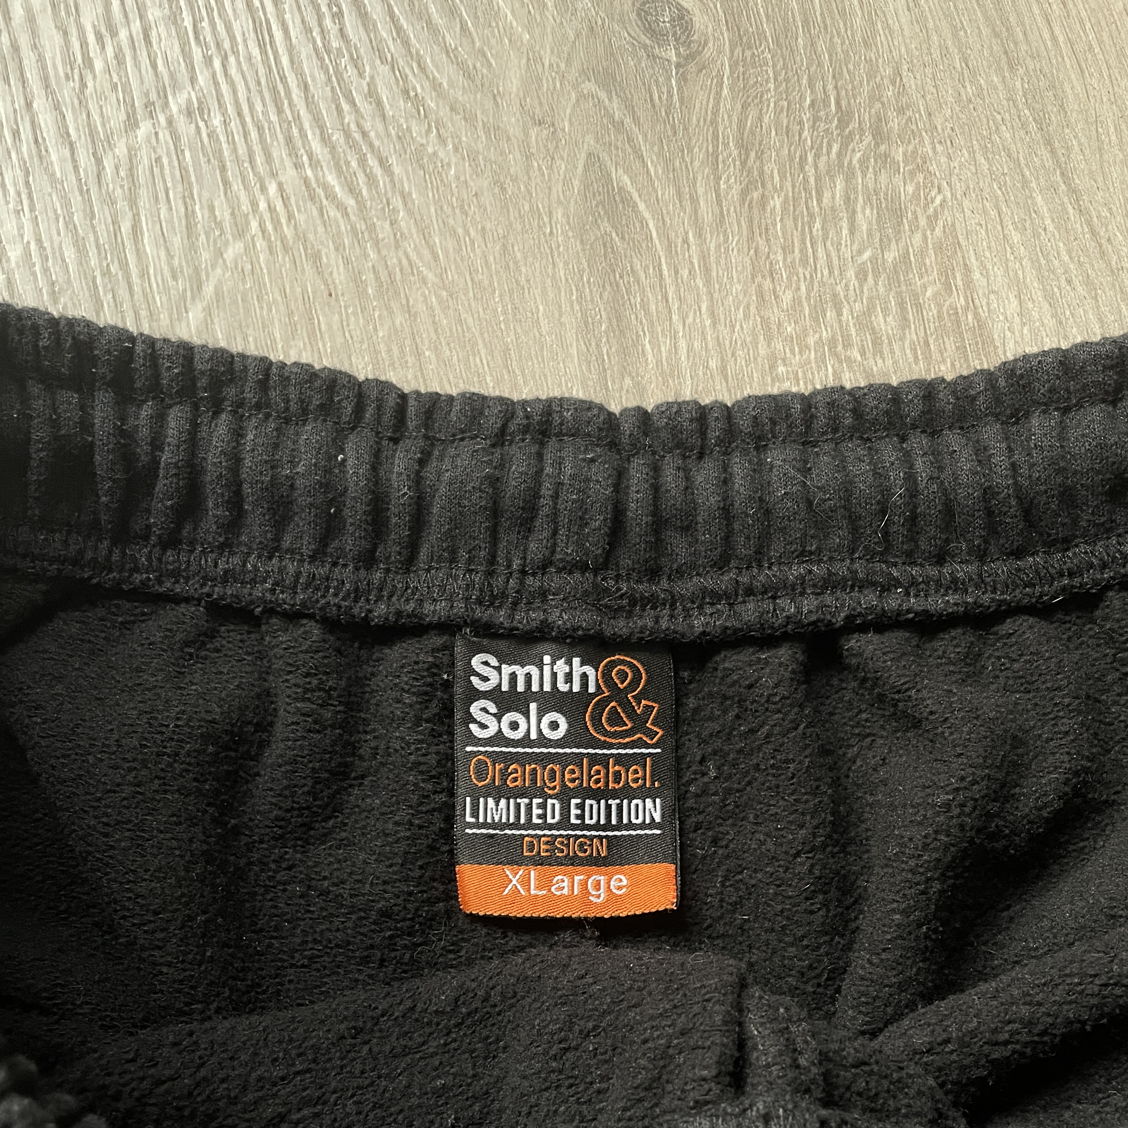 Smith &
Solo
Orangelabel.
LIMITED EDITION
DESIGN
XLarge